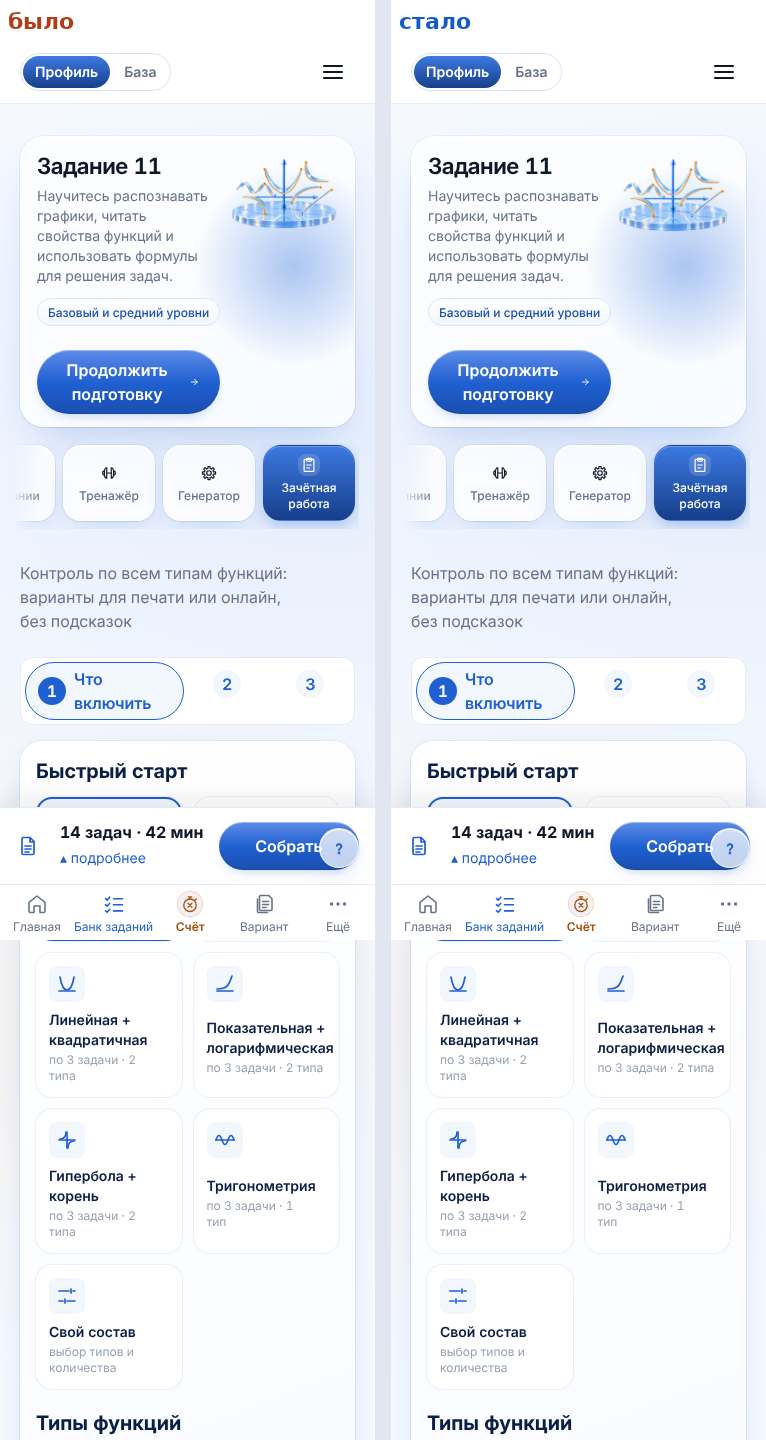 было
Профиль База
Задание 11
Научитесь распознавать
графики, читать
свойства функций и
использовать формулы
для решения задач.
Базовый и средний уровни
Продолжить
подготовку
нии
Тренажёр
Генератор
Зачётная
работа
Контроль по всем типам функций:
варианты для печати или онлайн,
без подсказок
1 Что
включить
2
3
Быстрый старт
14 задач · 42 мин
▴ подробнее
Собрать
?
Главная Банк заданий Счёт Вариант Ещё
Линейная +
квадратичная
по 3 задачи · 2
типа
Показательная +
логарифмическая
по 3 задачи · 2 типа
Гипербола +
корень
по 3 задачи · 2
типа
Тригонометрия
по 3 задачи · 1
тип
Свой состав
выбор типов и
количества
Типы функций
стало
Профиль База
Задание 11
Научитесь распознавать
графики, читать
свойства функций и
использовать формулы
для решения задач.
Базовый и средний уровни
Продолжить
подготовку
нии
Тренажёр
Генератор
Зачётная
работа
Контроль по всем типам функций:
варианты для печати или онлайн,
без подсказок
1 Что
включить
2
3
Быстрый старт
14 задач · 42 мин
▴ подробнее
Собрать
?
Главная Банк заданий Счёт Вариант Ещё
Линейная +
квадратичная
по 3 задачи · 2
типа
Показательная +
логарифмическая
по 3 задачи · 2 типа
Гипербола +
корень
по 3 задачи · 2
типа
Тригонометрия
по 3 задачи · 1
тип
Свой состав
выбор типов и
количества
Типы функций